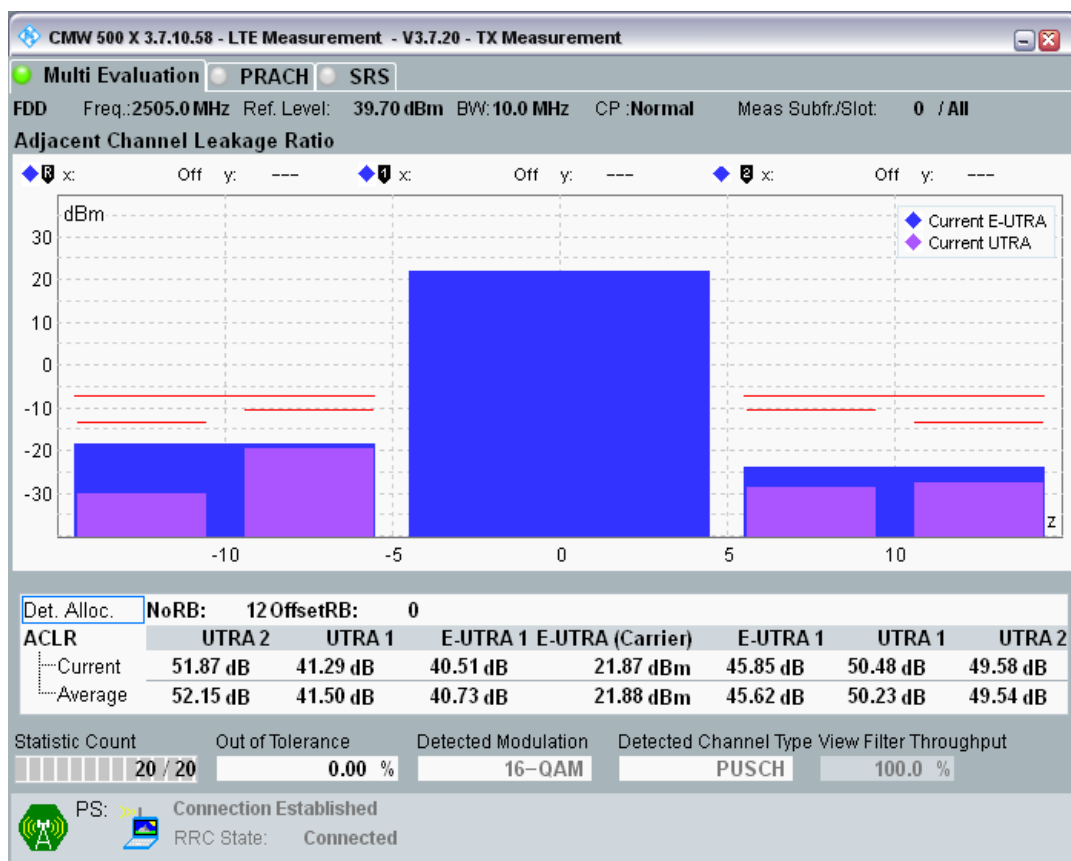 CMW 500 X 3.7.10.58 - LTE Measurement - V3.7.20 - TX Measurement
Multi Evaluation PRACH SRS
FDD Freq.:2505.0 MHz Ref. Level: 39.70 dBm BW: 10.0 MHz CP :Normal Meas Subfr./Slot: 0 / All
Adjacent Channel Leakage Ratio
R x: Off y: --- 1 x: Off y: --- 2 x: Off y: ---
dBm
Current E-UTRA
Current UTRA
30
20
10
0
-10
-20
-30
z
-10 -5 0 5 10
Det. Alloc. NoRB: 12 OffsetRB: 0
ACLR UTRA 2 UTRA 1 E-UTRA 1 E-UTRA (Carrier) E-UTRA 1 UTRA 1 UTRA 2
Current 51.87 dB 41.29 dB 40.51 dB 21.87 dBm 45.85 dB 50.48 dB 49.58 dB
Average 52.15 dB 41.50 dB 40.73 dB 21.88 dBm 45.62 dB 50.23 dB 49.54 dB
Statistic Count Out of Tolerance Detected Modulation Detected Channel Type View Filter Throughput
20 / 20 0.00 % 16-QAM PUSCH 100.0 %
PS: Connection Established
RRC State: Connected